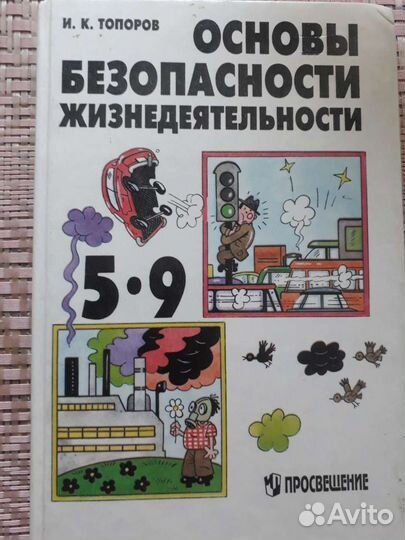 И. К. ТОПОРОВ
ОСНОВЫ
БЕЗОПАСНОСТИ
ЖИЗНЕДЕЯТЕЛЬНОСТИ
5·9
ПРОСВЕЩЕНИЕ
Avito